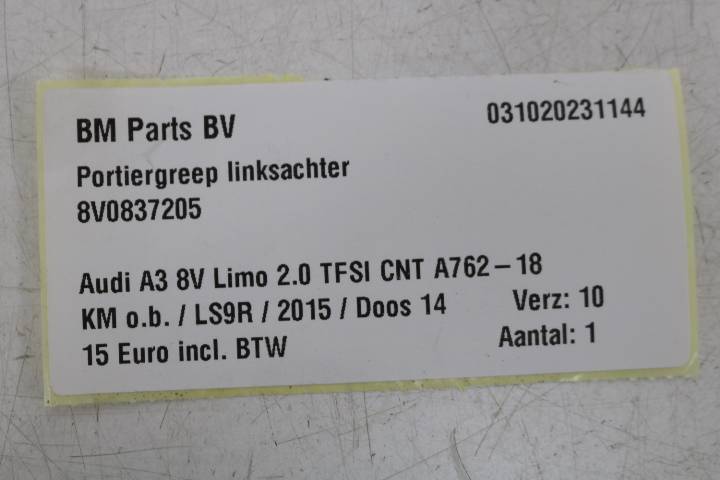 BM Parts BV 031020231144
Portiergreep linksachter
8V0837205
Audi A3 8V Limo 2.0 TFSI CNT A762-18
KM o.b. / LS9R / 2015 / Doos 14 Verz: 10
15 Euro incl. BTW Aantal: 1